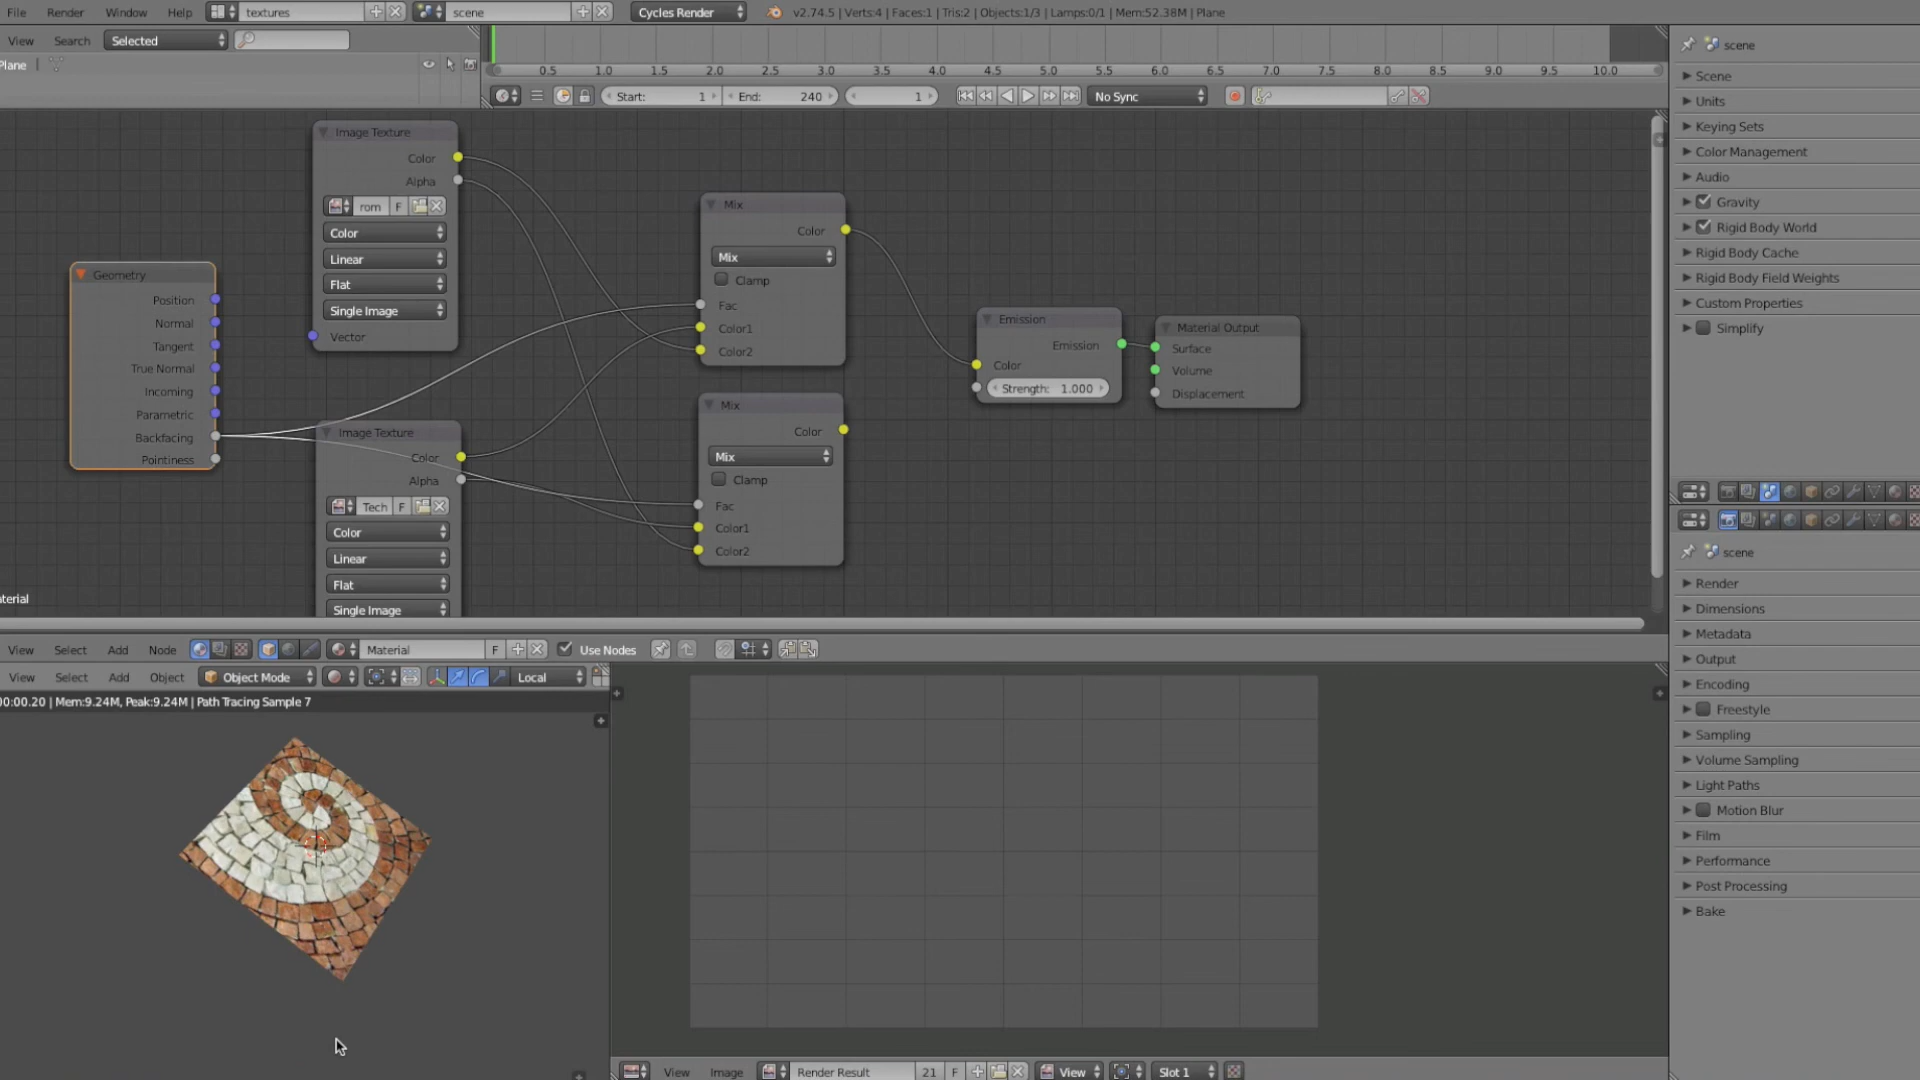 File Render Window Help textures scene Cycles Render v2.74.5 | Verts:4 | Faces:1 | Tris:2 | Objects:1/3 | Lamps:0/1 | Mem:52.38M | Plane
View Search Selected
Plane
0.5 1.0 1.5 2.0 2.5 3.0 3.5 4.0 4.5 5.0 5.5 6.0 6.5 7.0 7.5 8.0 8.5 9.0 9.5 10.0
Start: 1 End: 240 1 No Sync
Image Texture
Color
Alpha
rom F
Color
Linear
Flat
Single Image
Vector
Geometry
Position
Normal
Tangent
True Normal
Incoming
Parametric
Backfacing
Pointiness
Image Texture
Color
Alpha
Tech F
Color
Linear
Flat
Single Image
Mix
Color
Mix
Clamp
Fac
Color1
Color2
Mix
Color
Mix
Clamp
Fac
Color1
Color2
Emission
Emission
Color
Strength: 1.000
Material Output
Surface
Volume
Displacement
aterial
View Select Add Node Material F Use Nodes
View Select Add Object Object Mode Local
00:00.20 | Mem:9.24M, Peak:9.24M | Path Tracing Sample 7
View Image Render Result 21 F View Slot 1
scene
Scene
Units
Keying Sets
Color Management
Audio
Gravity
Rigid Body World
Rigid Body Cache
Rigid Body Field Weights
Custom Properties
Simplify
scene
Render
Dimensions
Metadata
Output
Encoding
Freestyle
Sampling
Volume Sampling
Light Paths
Motion Blur
Film
Performance
Post Processing
Bake